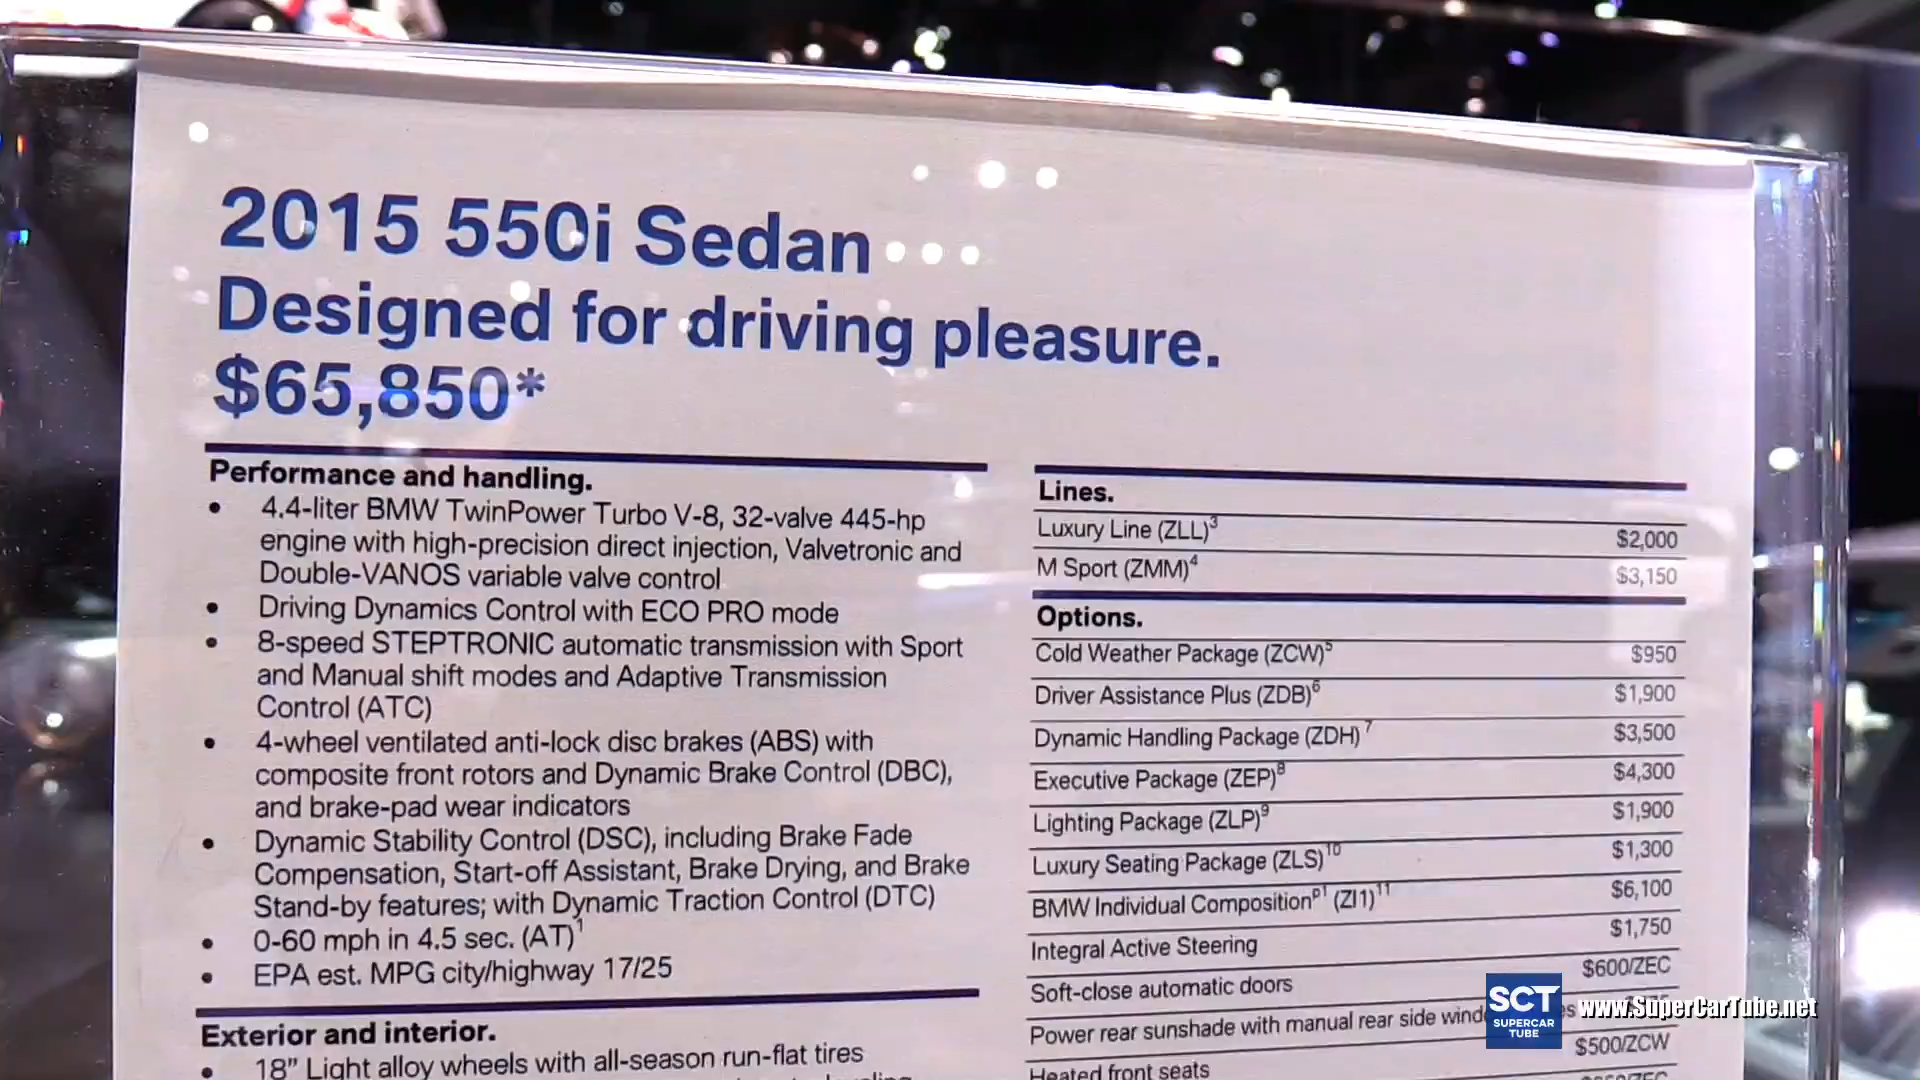 2015 550i Sedan
Designed for driving pleasure.
$65,850*
Performance and handling.
• 4.4-liter BMW TwinPower Turbo V-8, 32-valve 445-hp
engine with high-precision direct injection, Valvetronic and
Double-VANOS variable valve control
• Driving Dynamics Control with ECO PRO mode
• 8-speed STEPTRONIC automatic transmission with Sport
and Manual shift modes and Adaptive Transmission
Control (ATC)
• 4-wheel ventilated anti-lock disc brakes (ABS) with
composite front rotors and Dynamic Brake Control (DBC),
and brake-pad wear indicators
• Dynamic Stability Control (DSC), including Brake Fade
Compensation, Start-off Assistant, Brake Drying, and Brake
Stand-by features; with Dynamic Traction Control (DTC)
• 0-60 mph in 4.5 sec. (AT)1
• EPA est. MPG city/highway 17/25
Exterior and interior.
• 18” Light alloy wheels with all-season run-flat tires
Lines.
Luxury Line (ZLL)3 $2,000
M Sport (ZMM)4 $3,150
Options.
Cold Weather Package (ZCW)5 $950
Driver Assistance Plus (ZDB)6 $1,900
Dynamic Handling Package (ZDH)7 $3,500
Executive Package (ZEP)8 $4,300
Lighting Package (ZLP)9 $1,900
Luxury Seating Package (ZLS)10 $1,300
BMW Individual Compositionp1 (ZI1)11 $6,100
Integral Active Steering $1,750
Soft-close automatic doors $600/ZEC
Power rear sunshade with manual rear side
Heated front seats $500/ZCW
SCT
SUPERCAR
TUBE
www.SuperCarTube.net